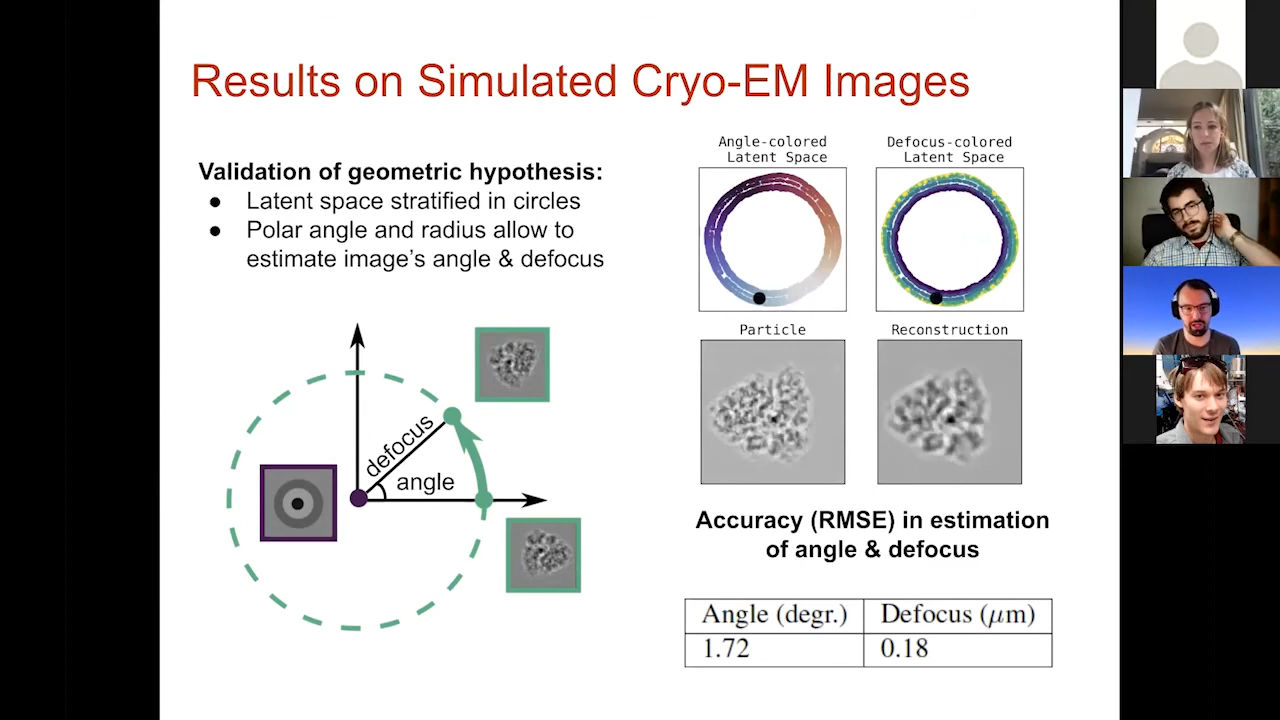 Results on Simulated Cryo-EM Images
Validation of geometric hypothesis:
● Latent space stratified in circles
● Polar angle and radius allow to
estimate image's angle & defocus
defocus
angle
Angle-colored
Latent Space
Defocus-colored
Latent Space
Particle
Reconstruction
Accuracy (RMSE) in estimation
of angle & defocus
Angle (degr.) Defocus (μm)
1.72 0.18